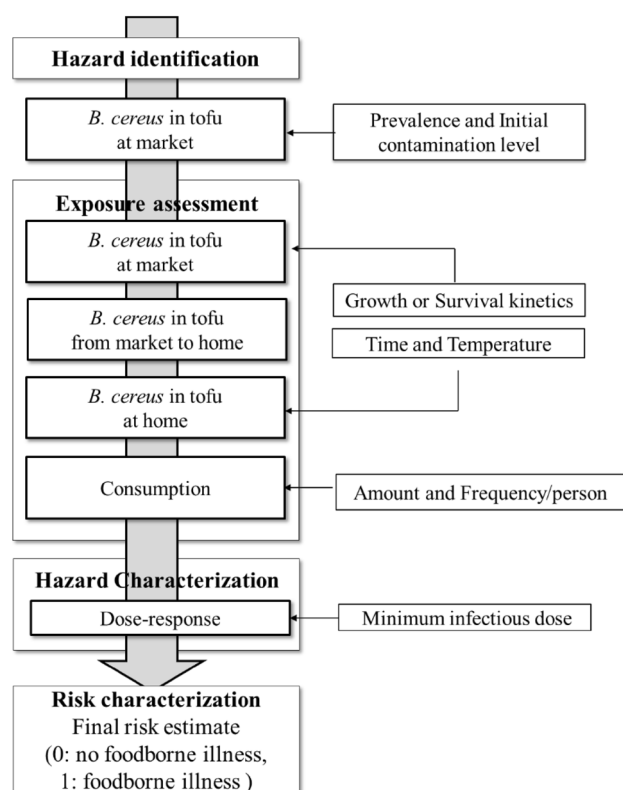 Hazard identification
B. cereus in tofu
at market
Prevalence and Initial
contamination level
Exposure assessment
B. cereus in tofu
at market
Growth or Survival kinetics
B. cereus in tofu
from market to home
Time and Temperature
B. cereus in tofu
at home
Consumption
Amount and Frequency/person
Hazard Characterization
Dose-response
Minimum infectious dose
Risk characterization
Final risk estimate
(0: no foodborne illness,
1: foodborne illness )